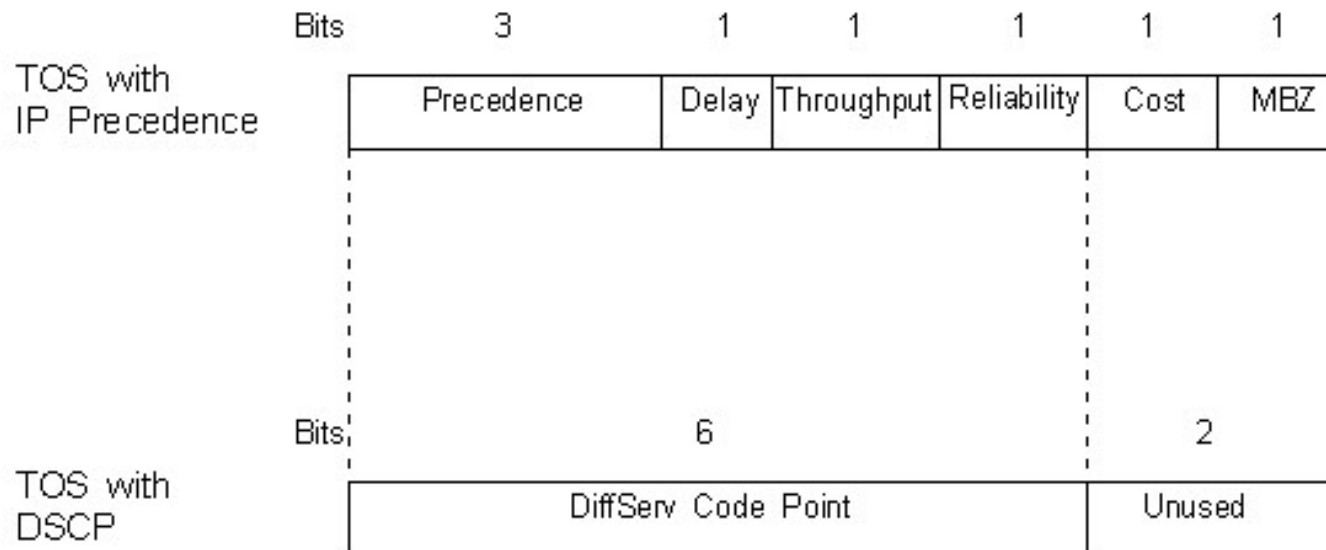 Bits 3 1 1 1 1 1
TOS with
IP Precedence
Precedence Delay Throughput Reliability Cost MBZ
Bits 6 2
TOS with
DSCP
DiffServ Code Point Unused